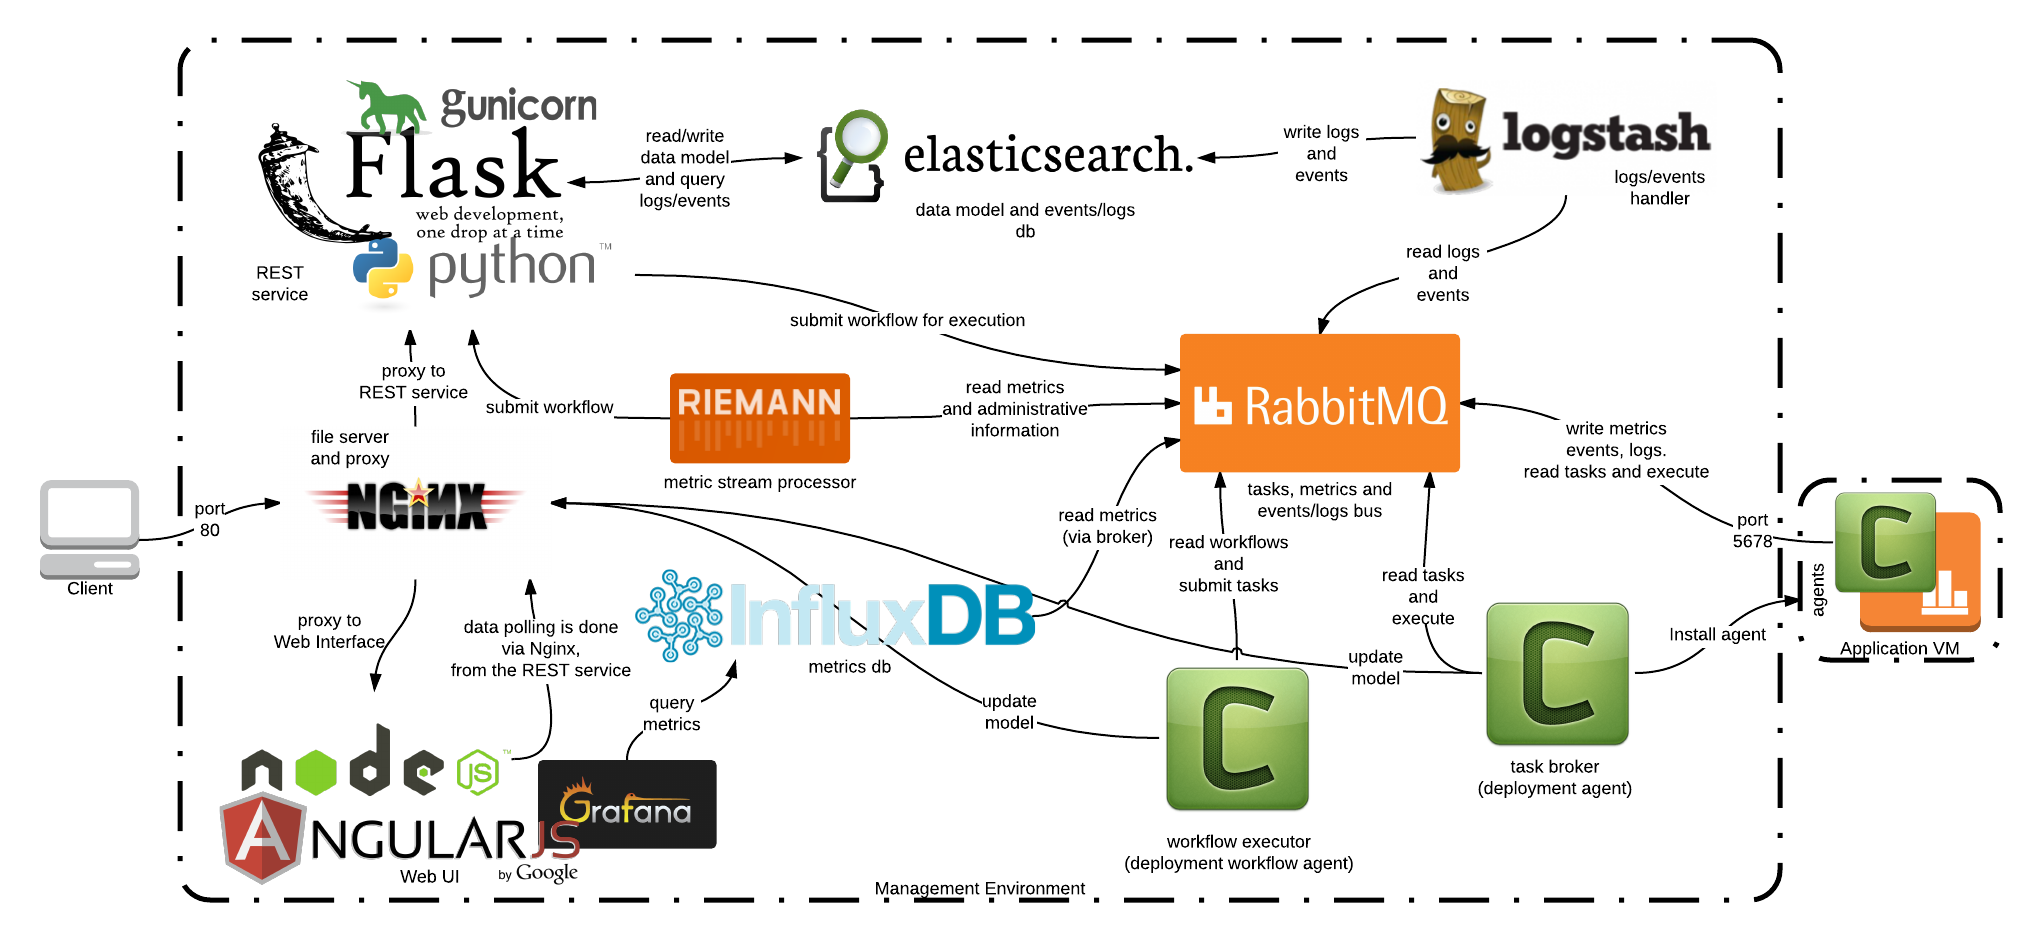 gunicorn
Flask
web development,
one drop at a time
python™
REST
service
read/write
data model
and query
logs/events
elasticsearch.
data model and events/logs
db
write logs
and
events
logstash
logs/events
handler
read logs
and
events
submit workflow for execution
proxy to
REST service
submit workflow
RIEMANN
metric stream processor
read metrics
and administrative
information
RabbitMQ
tasks, metrics and
events/logs bus
write metrics
events, logs.
read tasks and execute
file server
and proxy
NGINX
port
80
Client
read metrics
(via broker)
read workflows
and
submit tasks
read tasks
and
execute
port
5678
C
agents
Application VM
Install agent
proxy to
Web Interface
data polling is done
via Nginx,
from the REST service
InfluxDB
metrics db
query
metrics
update
model
update
model
C
task broker
(deployment agent)
C
workflow executor
(deployment workflow agent)
node
JS™
Grafana
ANGULARJS
by Google
Web UI
Management Environment